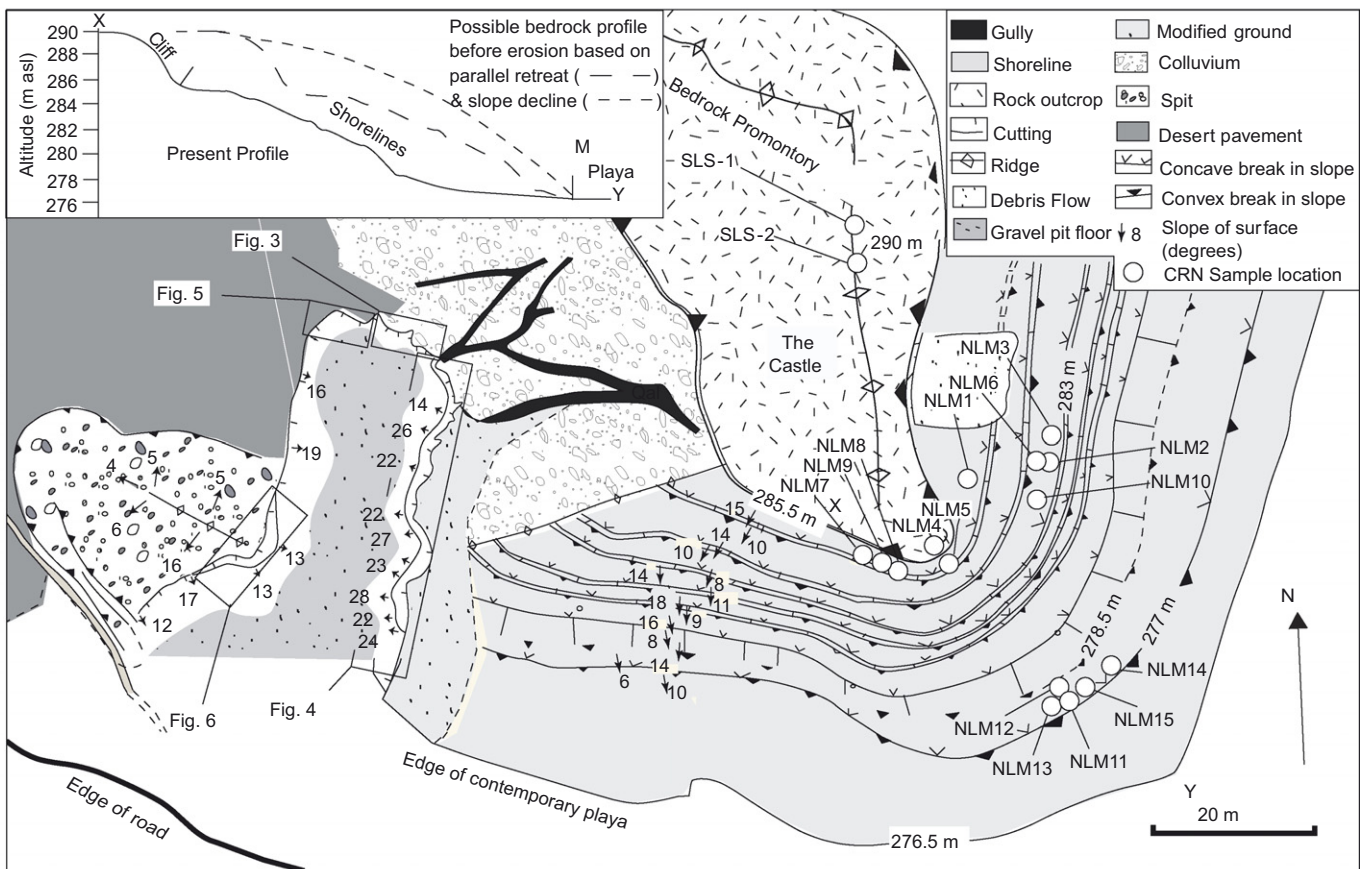 X
290
288
286
284
282
280
278
276
Altitude (m asl)
Cliff
Shorelines
Present Profile
M
Playa
Y
Possible bedrock profile
before erosion based on
parallel retreat ( — — )
& slope decline ( - - - - )
Gully
Shoreline
Rock outcrop
Cutting
Ridge
Debris Flow
Gravel pit floor
Modified ground
Colluvium
Spit
Desert pavement
Concave break in slope
Convex break in slope
8 Slope of surface
(degrees)
CRN Sample location
Bedrock Promontory
SLS-1
SLS-2
290 m
The
Castle
Fig. 3
Fig. 5
Qal
NLM3
NLM6
NLM1
283 m
NLM2
NLM10
NLM8
NLM9
NLM7
NLM5
NLM4
285.5 m
X
16
19
14
26
22
22
27
23
28
22
24
4
5
5
6
16
17
13
13
12
15
14
10
10
14
8
18
11
16
9
8
14
6
10
278.5 m
277 m
NLM14
NLM15
NLM12
NLM11
NLM13
N
Fig. 6
Fig. 4
Edge of contemporary playa
Edge of road
276.5 m
Y
20 m